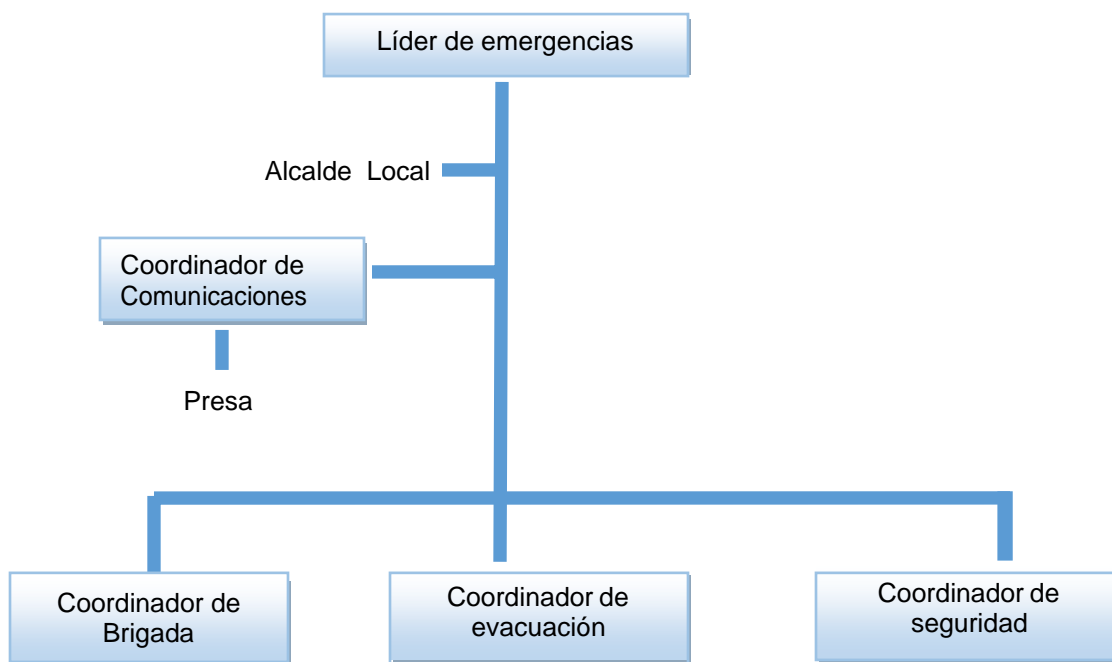 Líder de emergencias
Alcalde Local
Coordinador de
Comunicaciones
Presa
Coordinador de
Brigada
Coordinador de
evacuación
Coordinador de
seguridad